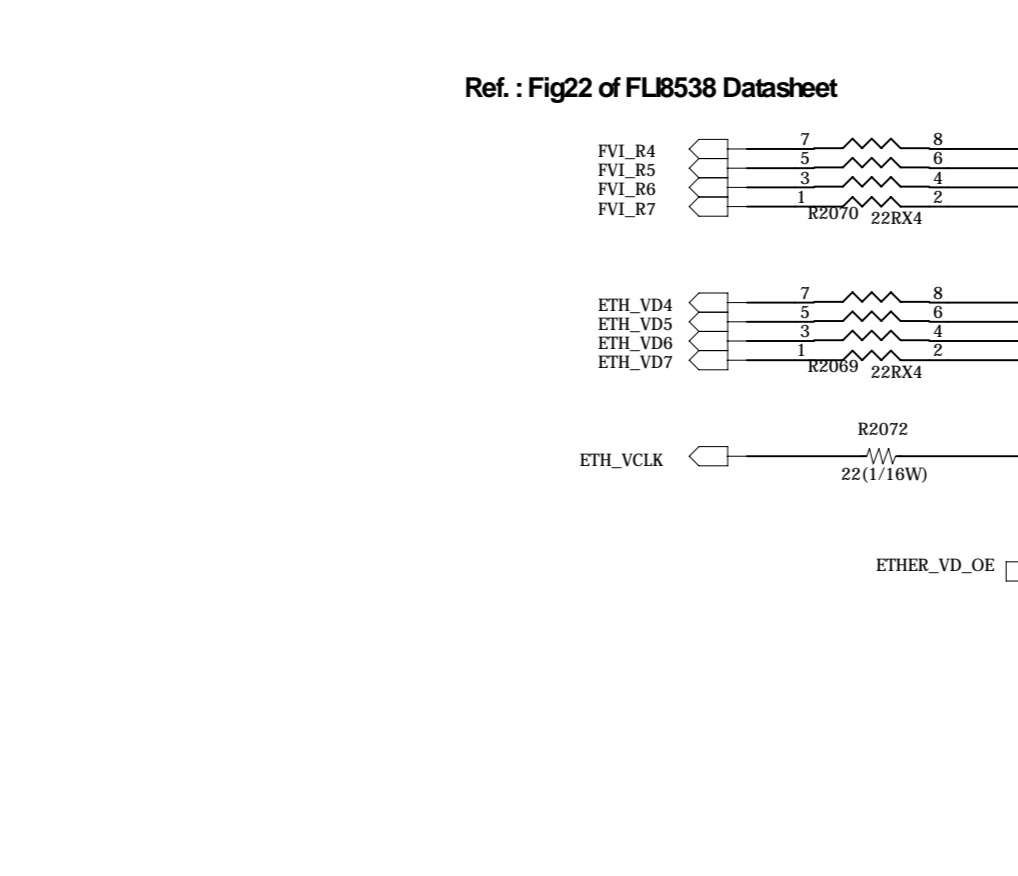 Ref. : Fig22 of FLI8538 Datasheet
FVI_R4 7 8
FVI_R5 5 6
FVI_R6 3 4
FVI_R7 1 2
R2070 22RX4
ETH_VD4 7 8
ETH_VD5 5 6
ETH_VD6 3 4
ETH_VD7 1 2
R2069 22RX4
R2072
ETH_VCLK
22(1/16W)
ETHER_VD_OE